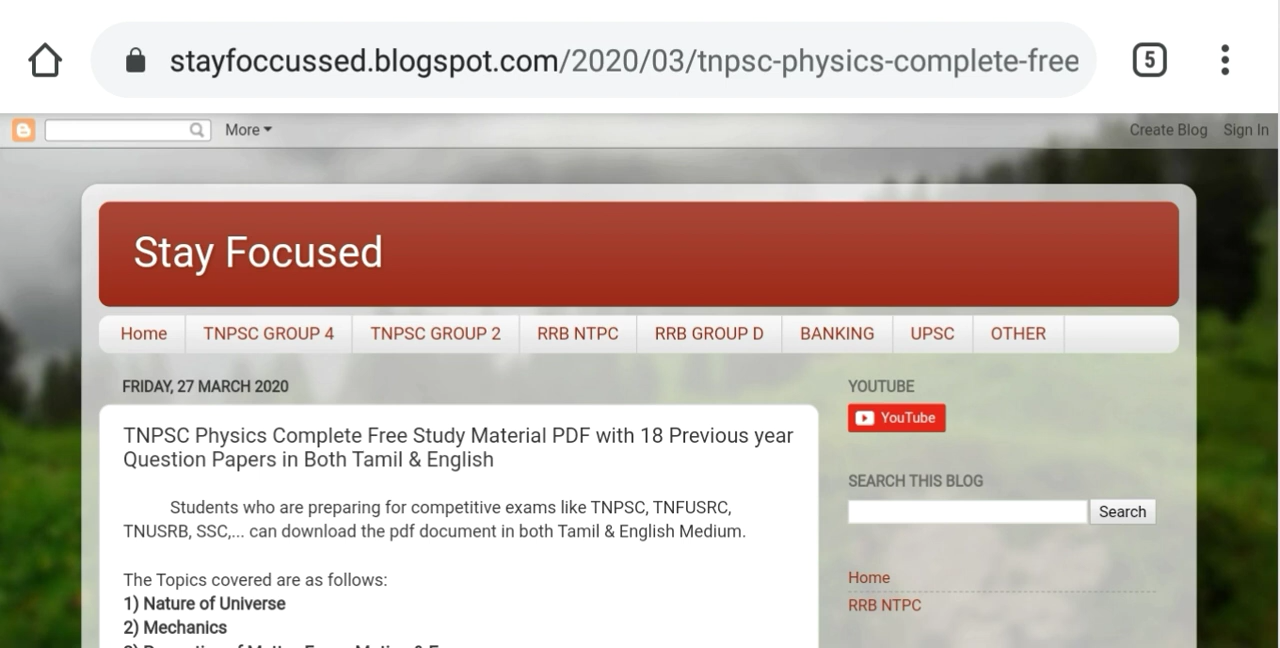 stayfoccussed.blogspot.com/2020/03/tnpsc-physics-complete-free
5
More
Create Blog
Sign In
Stay Focused
Home
TNPSC GROUP 4
TNPSC GROUP 2
RRB NTPC
RRB GROUP D
BANKING
UPSC
OTHER
FRIDAY, 27 MARCH 2020
TNPSC Physics Complete Free Study Material PDF with 18 Previous year
Question Papers in Both Tamil & English
Students who are preparing for competitive exams like TNPSC, TNFUSRC,
TNUSRB, SSC,... can download the pdf document in both Tamil & English Medium.
The Topics covered are as follows:
1) Nature of Universe
2) Mechanics
YOUTUBE
YouTube
SEARCH THIS BLOG
Search
Home
RRB NTPC